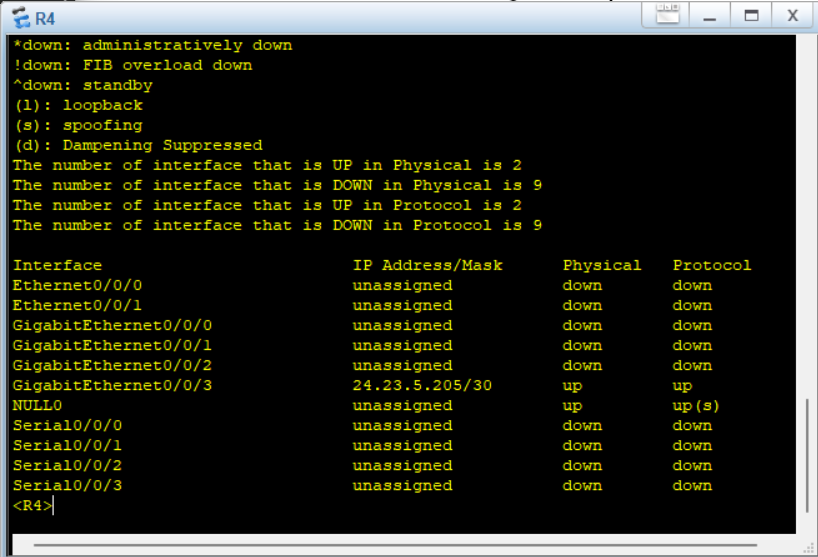 R4
*down: administratively down
!down: FIB overload down
^down: standby
(l): loopback
(s): spoofing
(d): Dampening Suppressed
The number of interface that is UP in Physical is 2
The number of interface that is DOWN in Physical is 9
The number of interface that is UP in Protocol is 2
The number of interface that is DOWN in Protocol is 9
Interface IP Address/Mask Physical Protocol
Ethernet0/0/0 unassigned down down
Ethernet0/0/1 unassigned down down
GigabitEthernet0/0/0 unassigned down down
GigabitEthernet0/0/1 unassigned down down
GigabitEthernet0/0/2 unassigned down down
GigabitEthernet0/0/3 24.23.5.205/30 up up
NULL0 unassigned up up(s)
Serial0/0/0 unassigned down down
Serial0/0/1 unassigned down down
Serial0/0/2 unassigned down down
Serial0/0/3 unassigned down down
<R4>